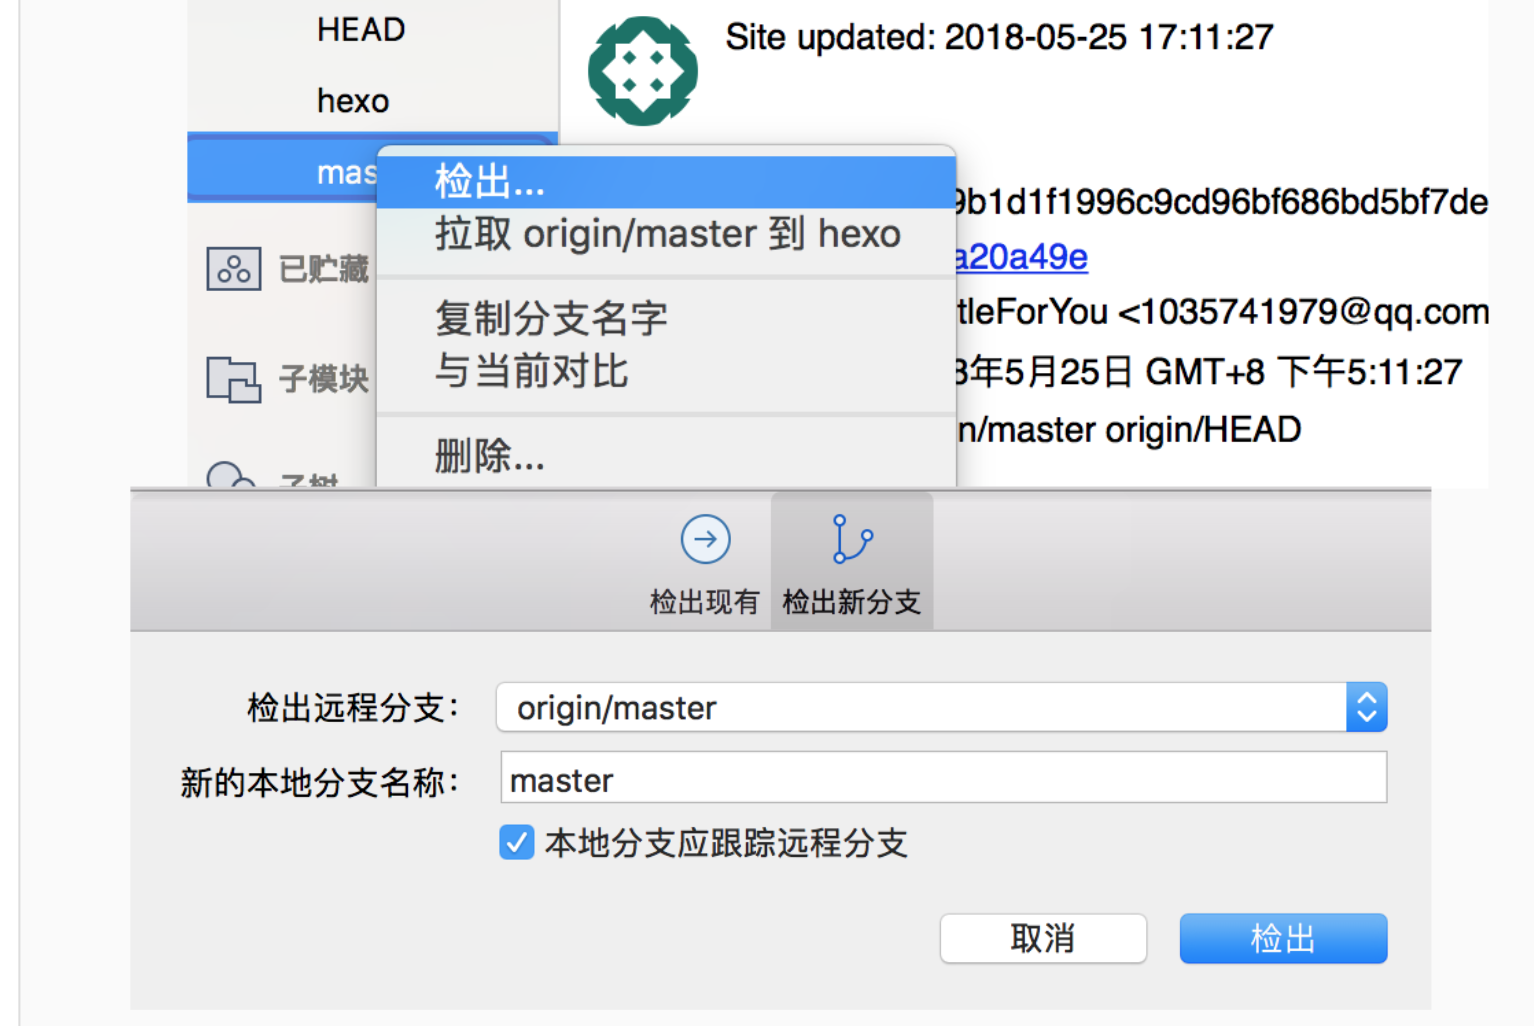 HEAD
hexo
mas
已贮藏
子模块
子树
检出...
拉取 origin/master 到 hexo
复制分支名字
与当前对比
删除...
Site updated: 2018-05-25 17:11:27
9b1d1f1996c9cd96bf686bd5bf7de
a20a49e
tleForYou <1035741979@qq.com
8年5月25日 GMT+8 下午5:11:27
n/master origin/HEAD
检出现有
检出新分支
检出远程分支：
origin/master
新的本地分支名称：
master
本地分支应跟踪远程分支
取消
检出